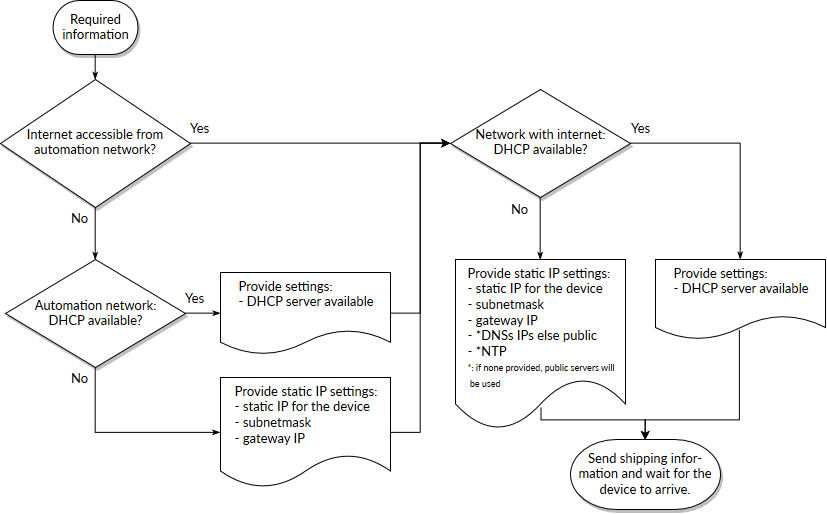 Required
information
Internet accessible from
automation network?
Yes
No
Network with internet:
DHCP available?
Yes
No
Automation network:
DHCP available?
Yes
No
Provide settings:
- DHCP server available
Provide static IP settings:
- static IP for the device
- subnetmask
- gateway IP
Provide static IP settings:
- static IP for the device
- subnetmask
- gateway IP
- *DNSs IPs else public
- *NTP
*: if none provided, public servers will
be used
Provide settings:
- DHCP server available
Send shipping infor-
mation and wait for the
device to arrive.